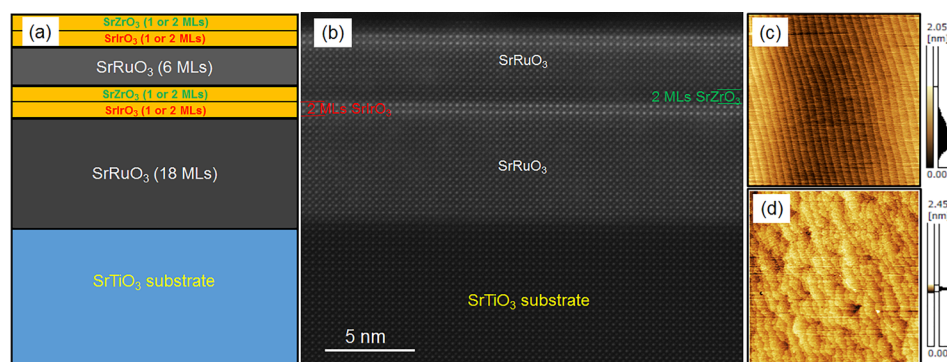 (a)
SrZrO₃ (1 or 2 MLs)
SrIrO₃ (1 or 2 MLs)
SrRuO₃ (6 MLs)
SrZrO₃ (1 or 2 MLs)
SrIrO₃ (1 or 2 MLs)
SrRuO₃ (18 MLs)
SrTiO₃ substrate
(b)
SrRuO₃
2 MLs SrZrO₃
2 MLs SrIrO₃
SrRuO₃
SrTiO₃ substrate
5 nm
(c)
2.05
[nm]
0.00
(d)
2.45
[nm]
0.00